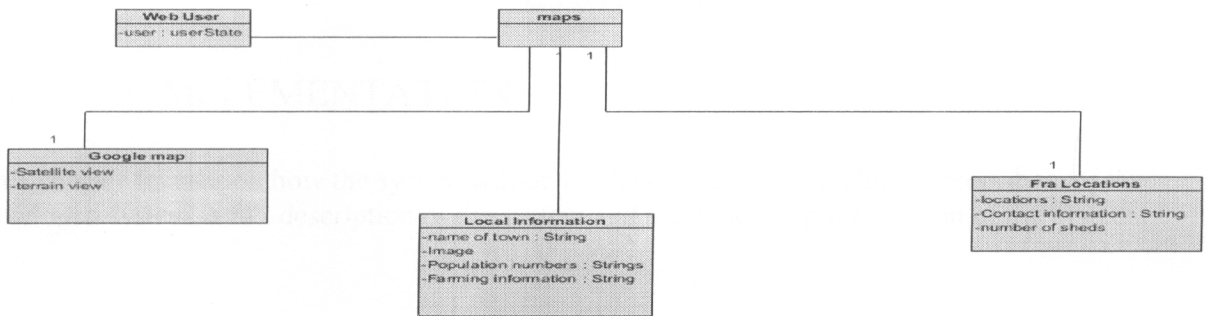 Web User
-user : userState
maps
1
1
1
Google map
-Satellite view
-terrain view
1
Fra Locations
-locations : String
-Contact information : String
-number of sheds
Local Information
-name of town : String
-Image
-Population numbers : Strings
-Farming information : String